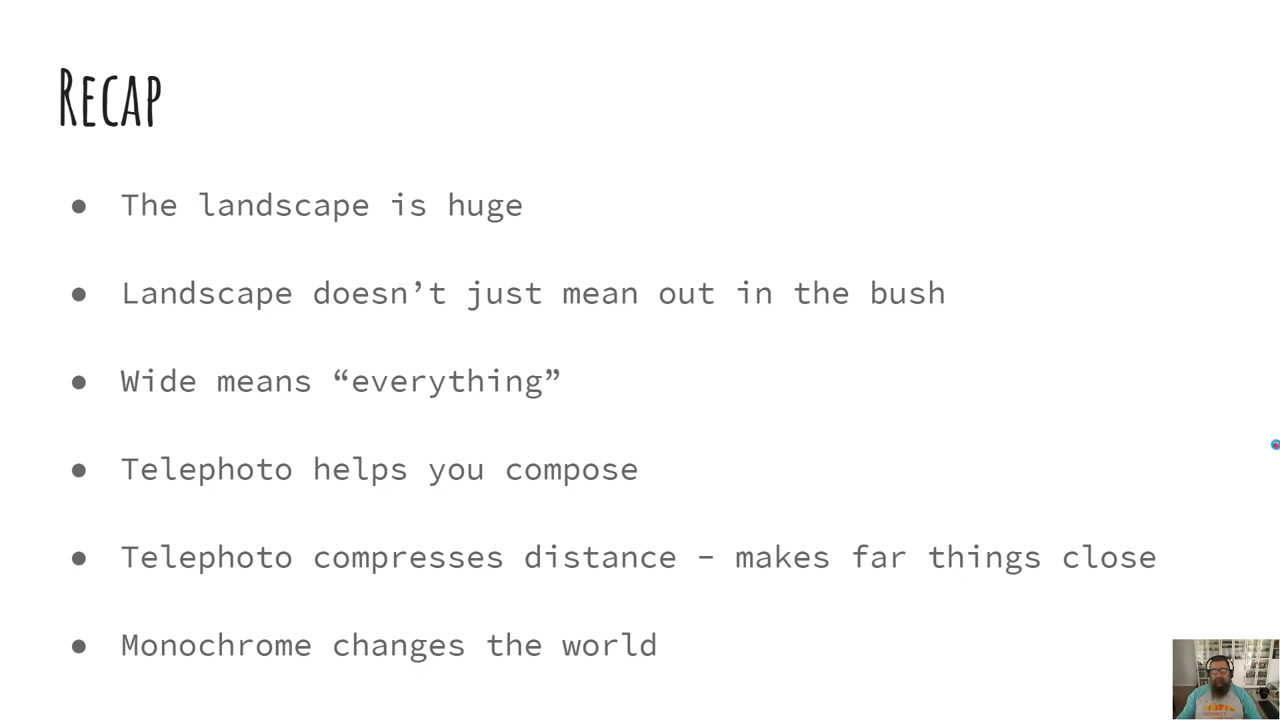 Recap
● The landscape is huge
● Landscape doesn’t just mean out in the bush
● Wide means “everything”
● Telephoto helps you compose
● Telephoto compresses distance – makes far things close
● Monochrome changes the world